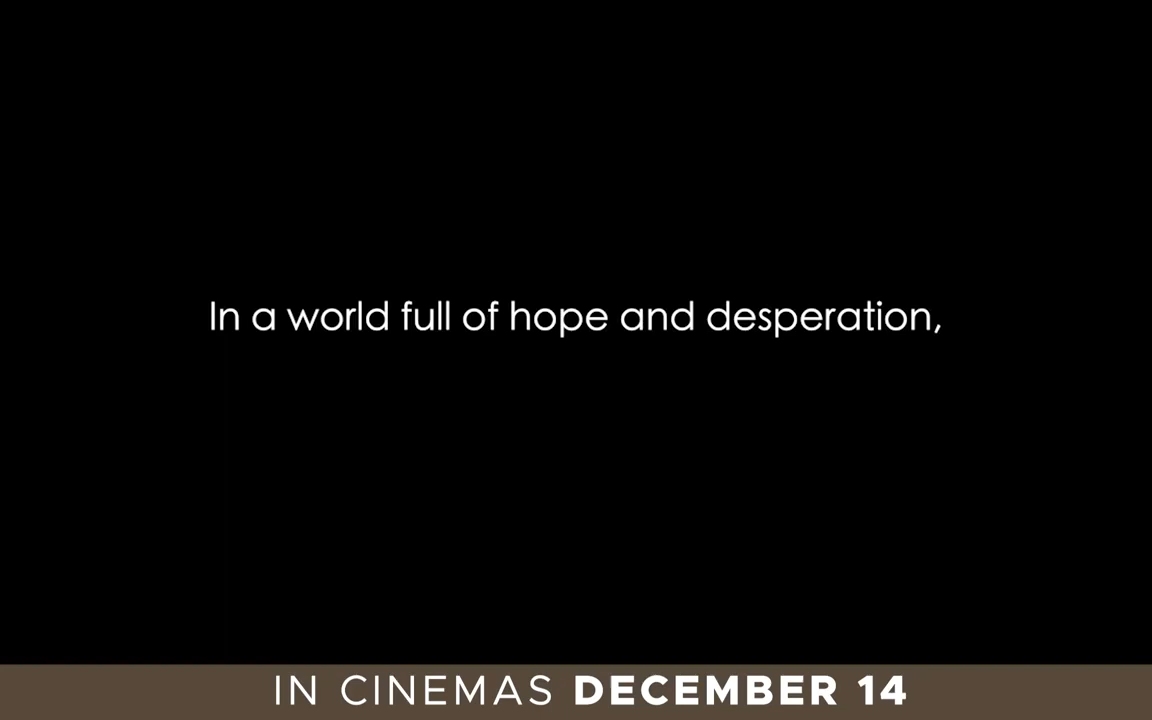 In a world full of hope and desperation,
IN CINEMAS DECEMBER 14